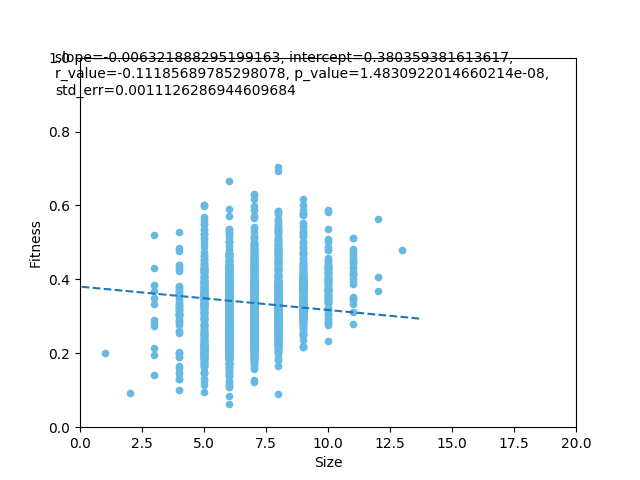 slope=-0.006321888295199163, intercept=0.380359381613617,
r_value=-0.11185689785298078, p_value=1.4830922014660214e-08,
std_err=0.0011126286944609684
1.0
0.8
0.6
0.4
0.2
0.0
Fitness
0.0 2.5 5.0 7.5 10.0 12.5 15.0 17.5 20.0
Size